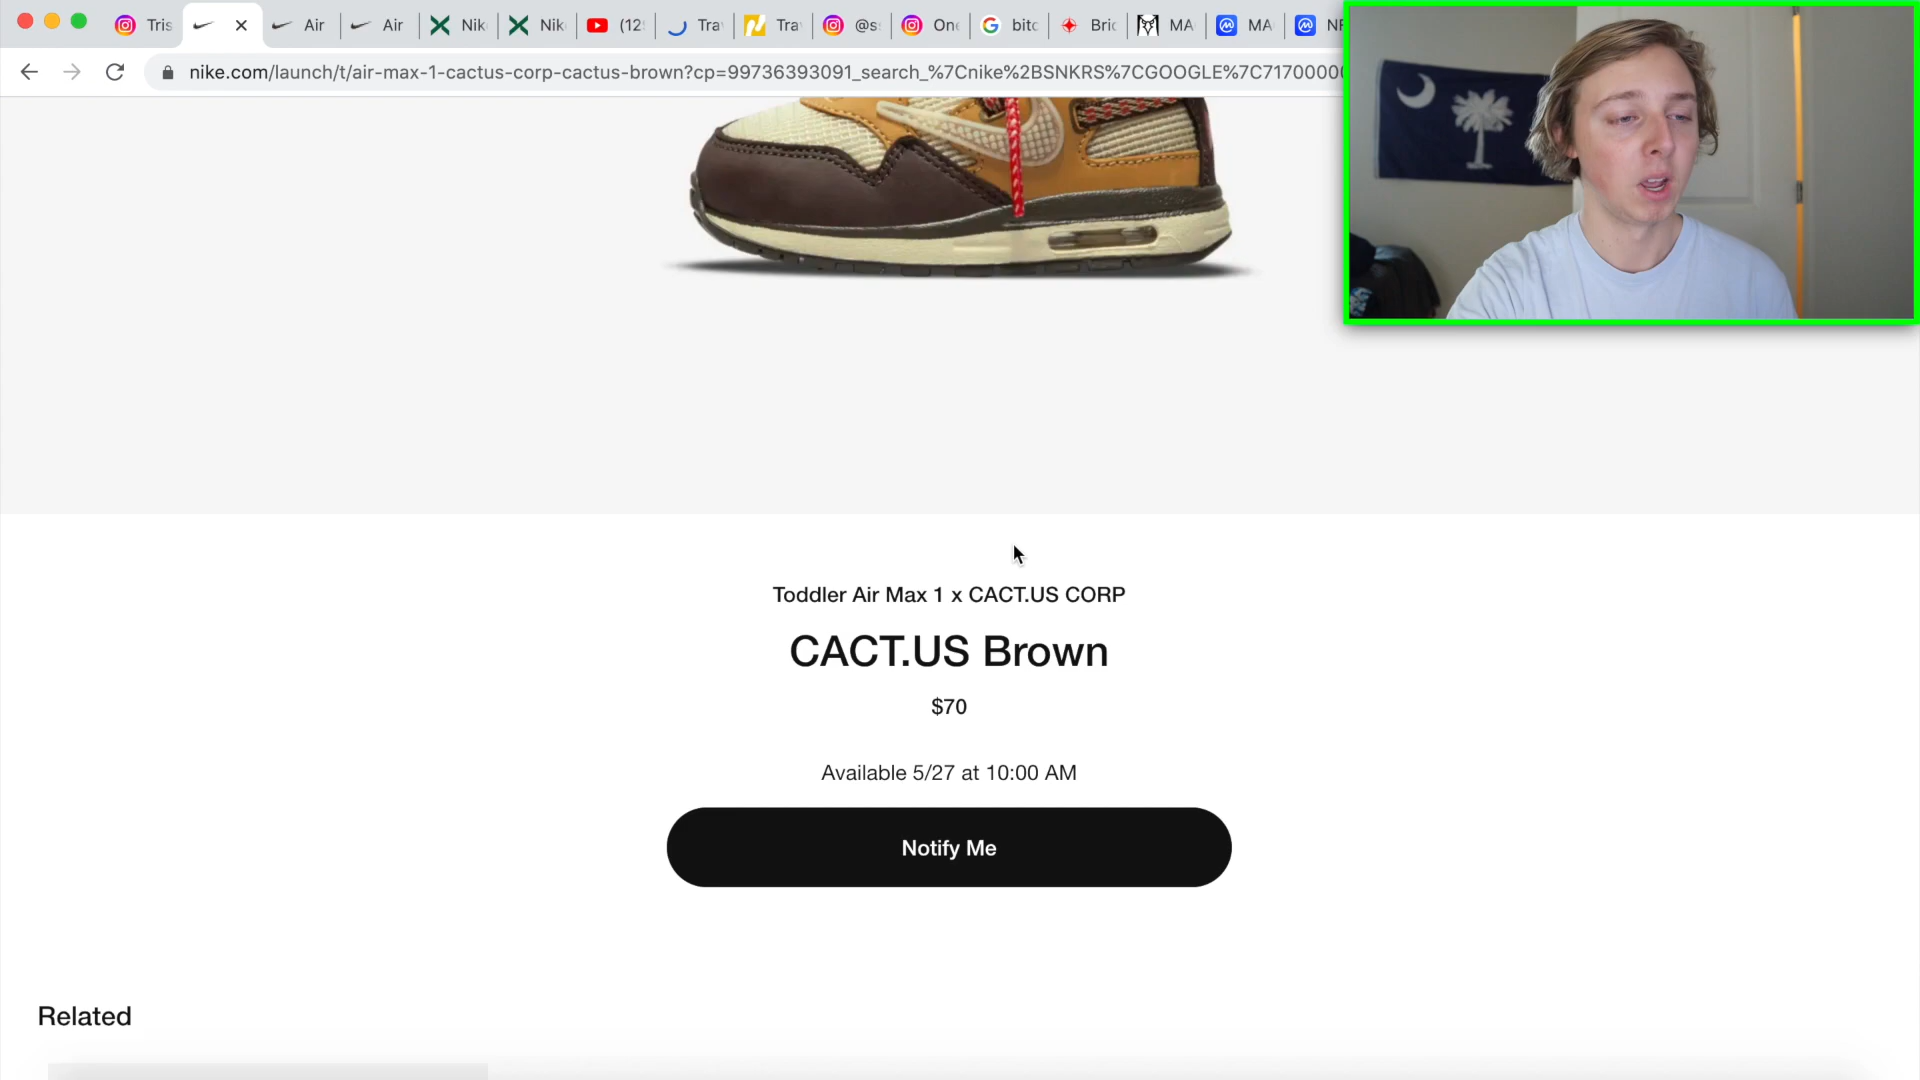 Tris
Air
Air
Nik
Nik
(12
Tra
Tra
@s
One
bitc
Bric
MA
MA
NF
nike.com/launch/t/air-max-1-cactus-corp-cactus-brown?cp=99736393091_search_%7Cnike%2BSNKRS%7CGOOGLE%7C7170000
Toddler Air Max 1 x CACT.US CORP
CACT.US Brown
$70
Available 5/27 at 10:00 AM
Notify Me
Related